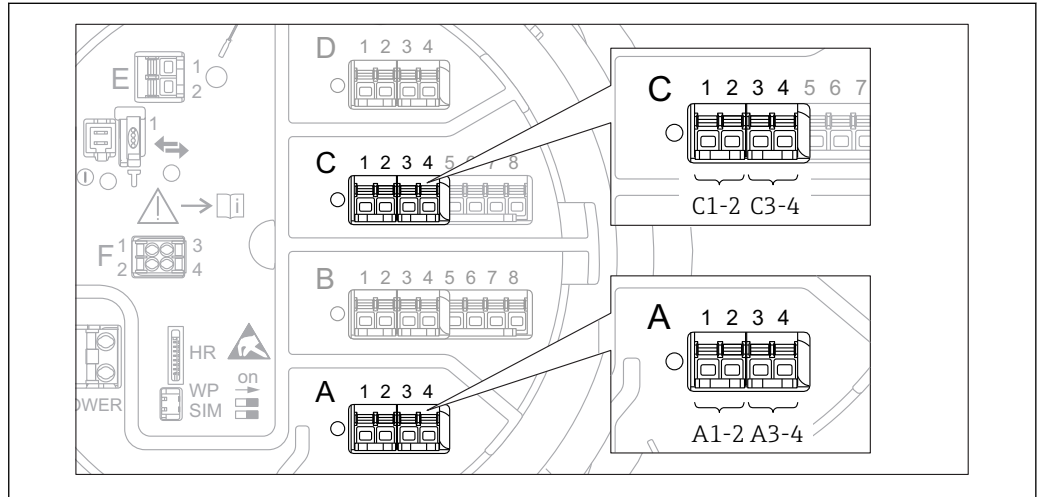 E 1
2
1
F 1 3
2 4
HR
WP on
SIM
D 1 2 3 4
C 1 2 3 4 5 6 7 8
B 1 2 3 4 5 6 7 8
A 1 2 3 4
C 1 2 3 4 5 6 7
C1-2 C3-4
A 1 2 3 4
A1-2 A3-4